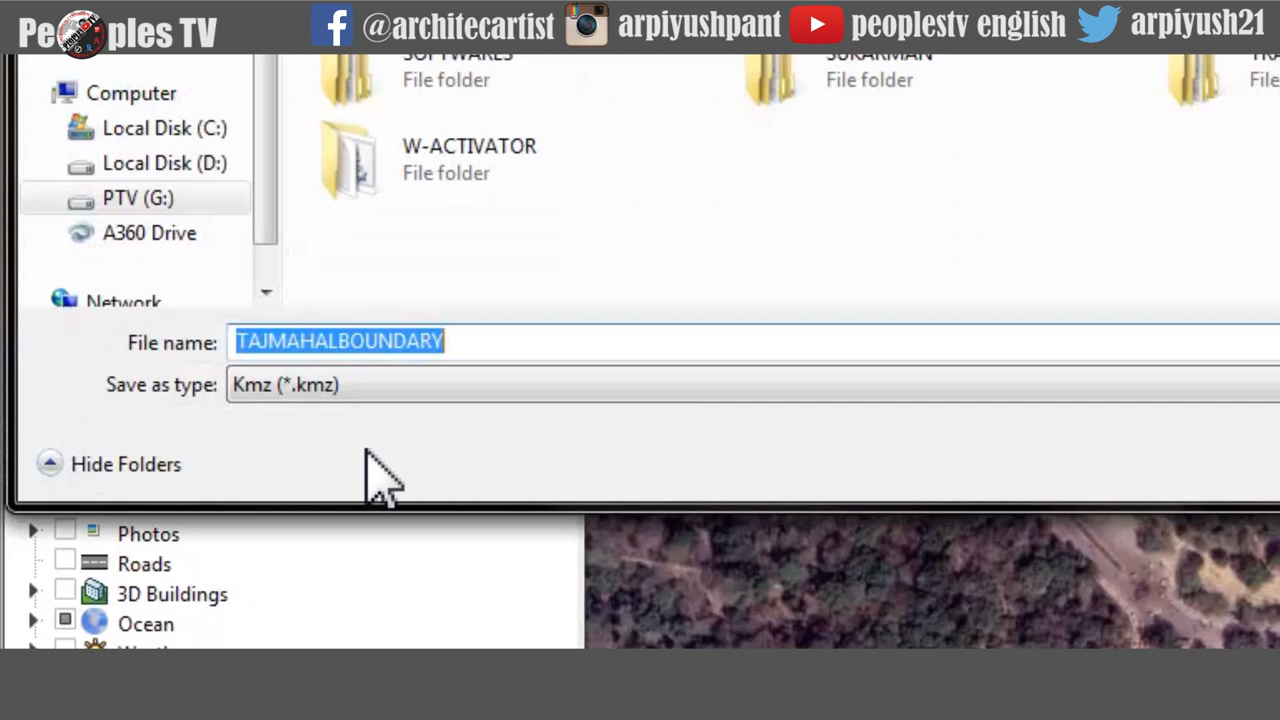 Peoples TV
@architecartist
arpiyushpant
peoplestv english
arpiyush21
SOFTWARES
File folder
SUKARMAN
File folder
Computer
Local Disk (C:)
Local Disk (D:)
PTV (G:)
A360 Drive
Network
W-ACTIVATOR
File folder
File name:
TAJMAHALBOUNDARY
Save as type:
Kmz (*.kmz)
Hide Folders
Photos
Roads
3D Buildings
Ocean